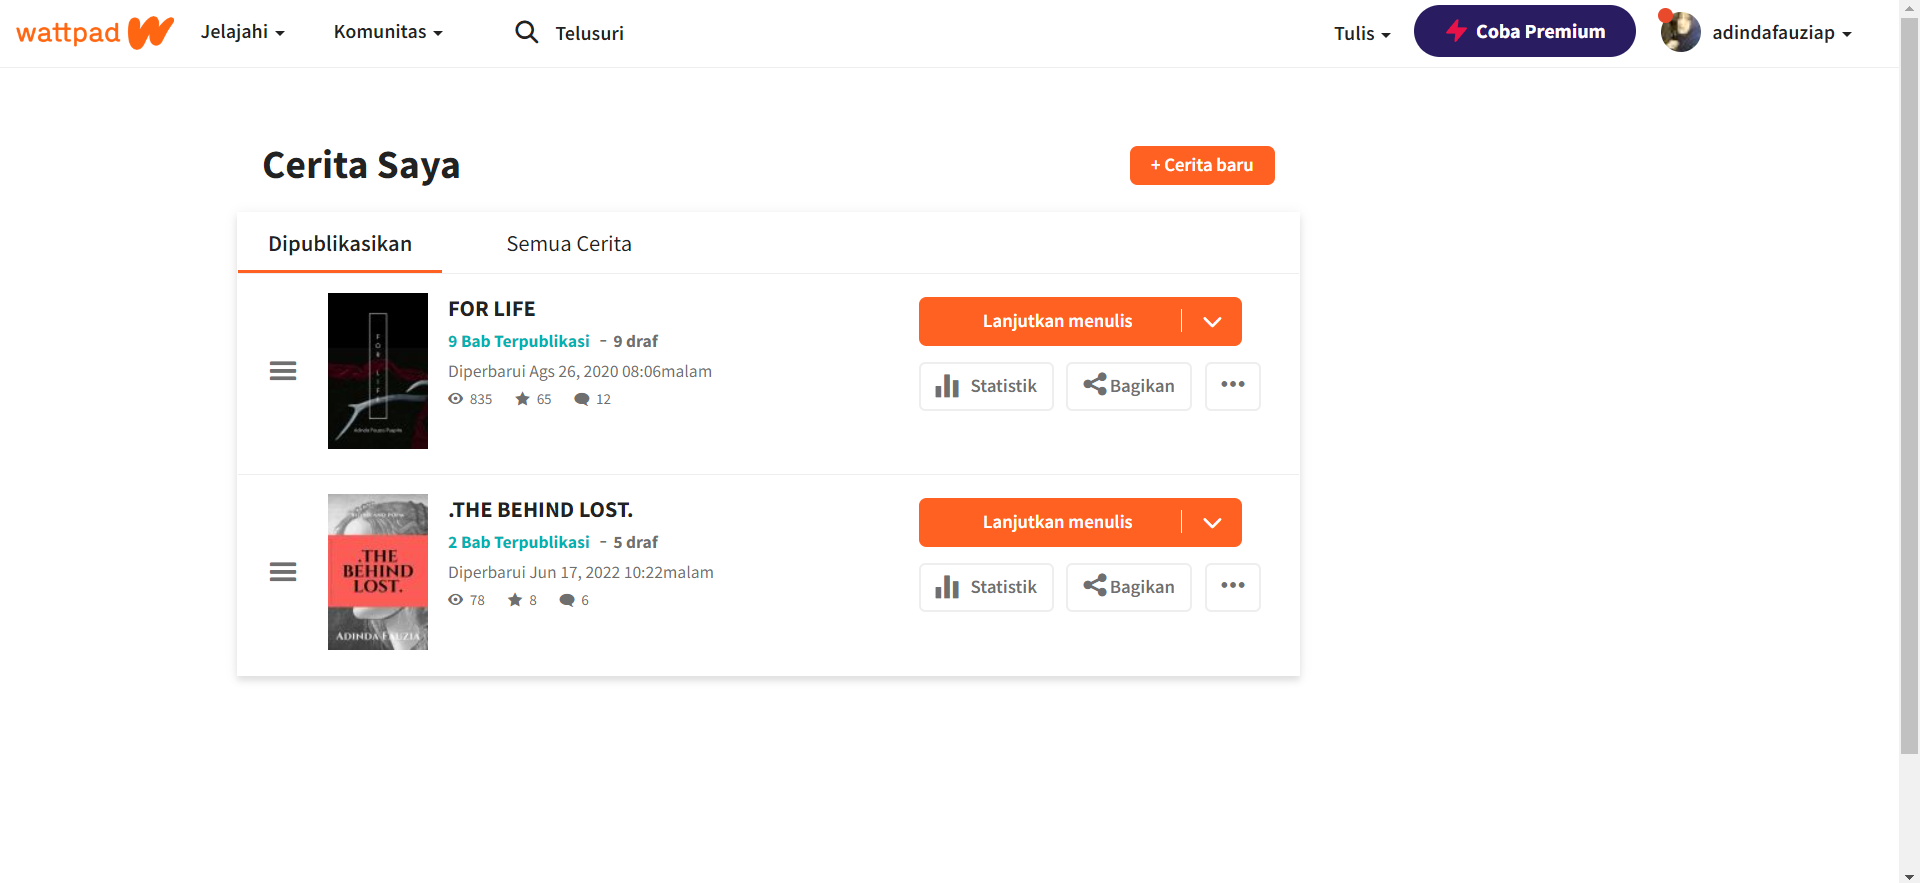 wattpad
Jelajahi
Komunitas
Telusuri
Tulis
Coba Premium
adindafauziap
Cerita Saya
+ Cerita baru
Dipublikasikan
Semua Cerita
FOR LIFE
FOR LIFE
9 Bab Terpublikasi - 9 draf
Diperbarui Ags 26, 2020 08:06malam
835 65 12
Lanjutkan menulis
Statistik
Bagikan
.THE
BEHIND
LOST.
ADINDA FAUZIA
.THE BEHIND LOST.
2 Bab Terpublikasi - 5 draf
Diperbarui Jun 17, 2022 10:22malam
78 8 6
Lanjutkan menulis
Statistik
Bagikan